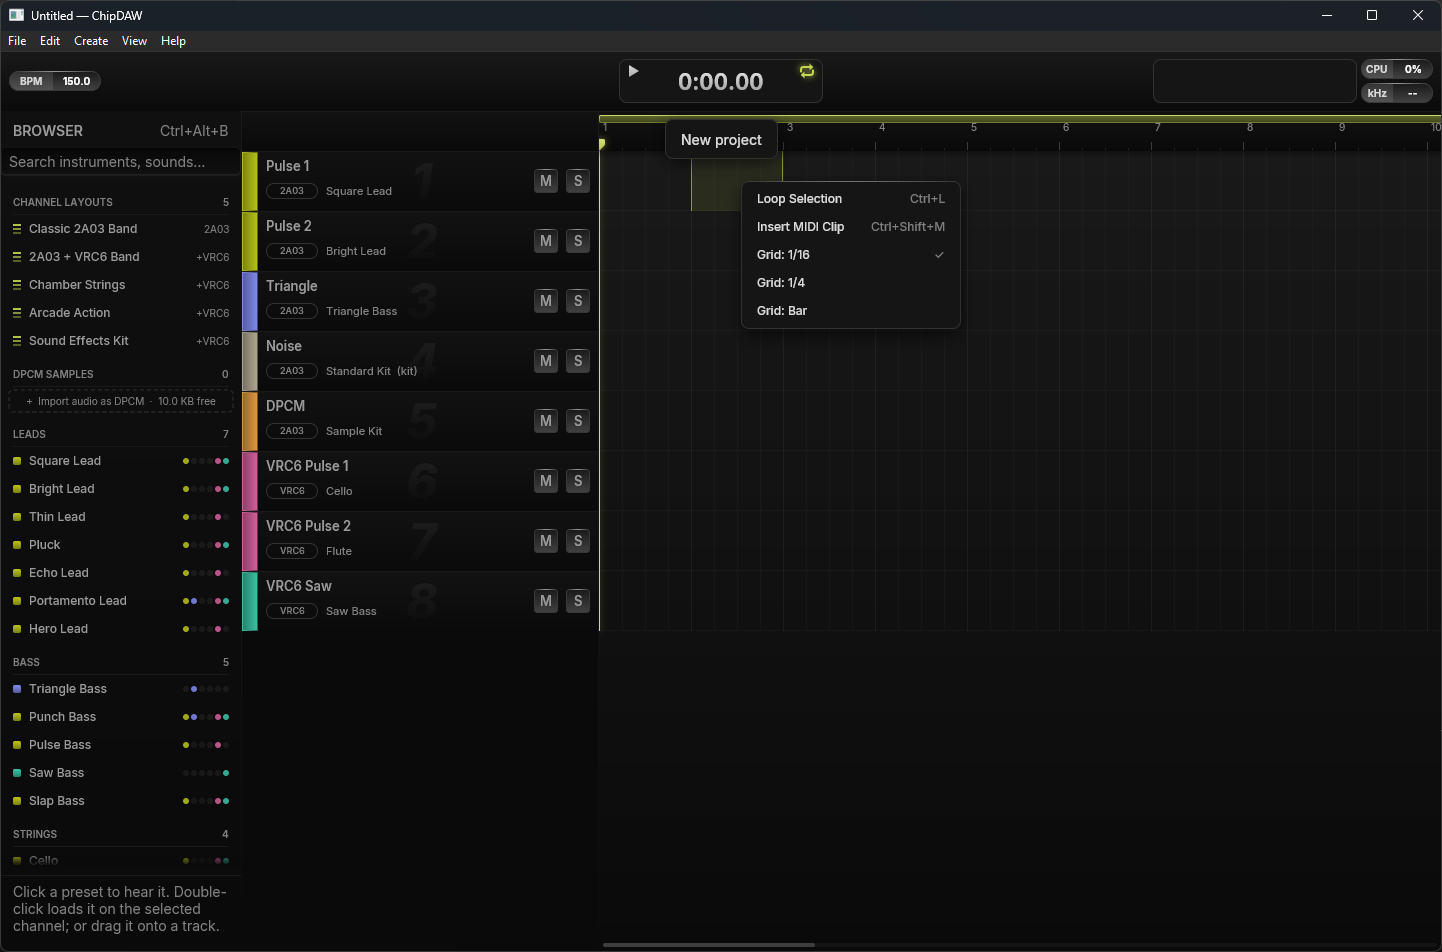 Untitled — ChipDAW
File Edit Create View Help
BPM 150.0
0:00.00
CPU 0%
kHz --
BROWSER Ctrl+Alt+B
Search instruments, sounds...
CHANNEL LAYOUTS 5
Classic 2A03 Band 2A03
2A03 + VRC6 Band +VRC6
Chamber Strings +VRC6
Arcade Action +VRC6
Sound Effects Kit +VRC6
DPCM SAMPLES 0
+ Import audio as DPCM · 10.0 KB free
LEADS 7
Square Lead
Bright Lead
Thin Lead
Pluck
Echo Lead
Portamento Lead
Hero Lead
BASS 5
Triangle Bass
Punch Bass
Pulse Bass
Saw Bass
Slap Bass
STRINGS 4
Cello
Click a preset to hear it. Double-
click loads it on the selected
channel; or drag it onto a track.
Pulse 1
2A03 Square Lead 1 M S
Pulse 2
2A03 Bright Lead 2 M S
Triangle
2A03 Triangle Bass 3 M S
Noise
2A03 Standard Kit (kit) 4 M S
DPCM
2A03 Sample Kit 5 M S
VRC6 Pulse 1
VRC6 Cello 6 M S
VRC6 Pulse 2
VRC6 Flute 7 M S
VRC6 Saw
VRC6 Saw Bass 8 M S
1 3 4 5 6 7 8 9 10
New project
Loop Selection Ctrl+L
Insert MIDI Clip Ctrl+Shift+M
Grid: 1/16 ✓
Grid: 1/4
Grid: Bar